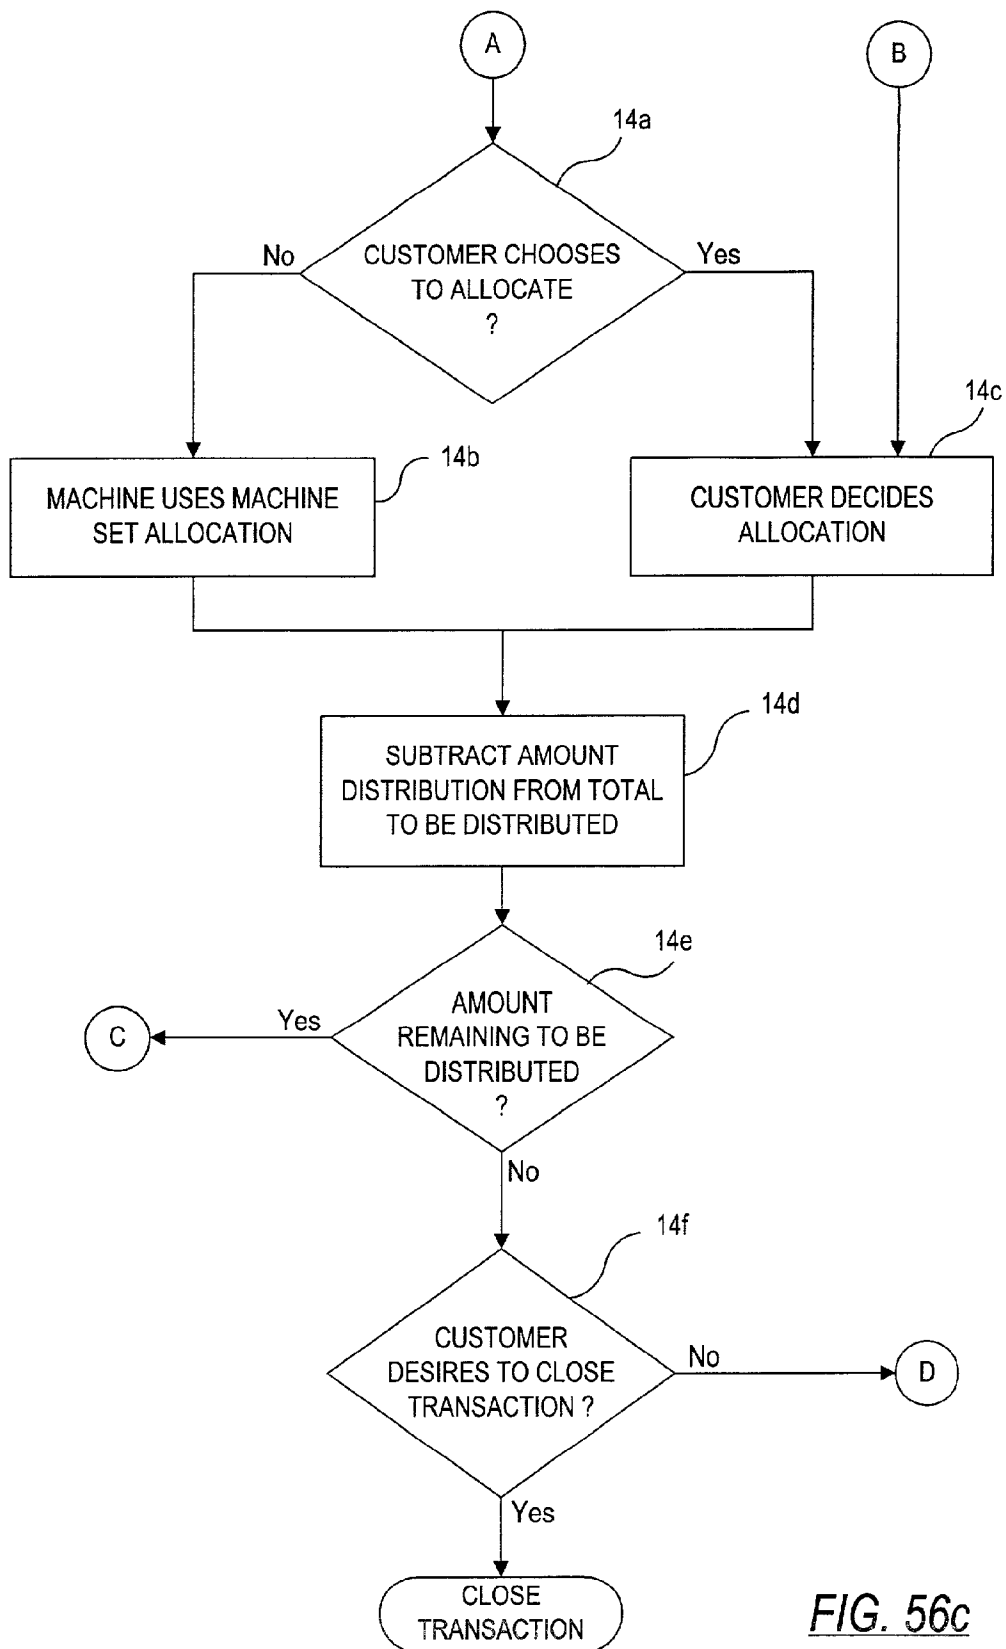 A
B
14a
No
CUSTOMER CHOOSES
TO ALLOCATE
?
Yes
14c
14b
MACHINE USES MACHINE
SET ALLOCATION
CUSTOMER DECIDES
ALLOCATION
14d
SUBTRACT AMOUNT
DISTRIBUTION FROM TOTAL
TO BE DISTRIBUTED
14e
C
Yes
AMOUNT
REMAINING TO BE
DISTRIBUTED
?
No
14f
CUSTOMER
DESIRES TO CLOSE
TRANSACTION ?
No
D
Yes
CLOSE
TRANSACTION
FIG. 56c